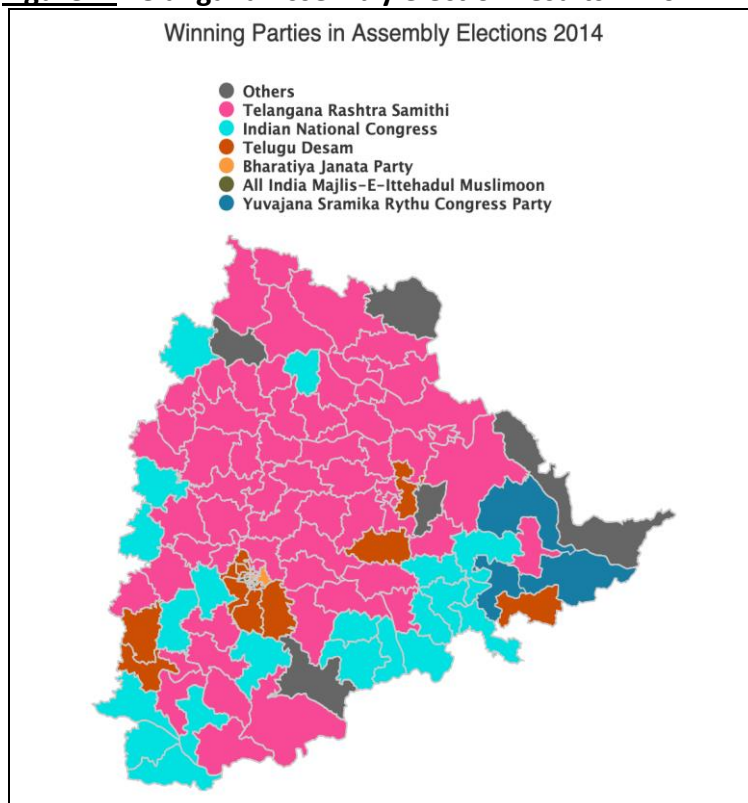 Winning Parties in Assembly Elections 2014
Others
Telangana Rashtra Samithi
Indian National Congress
Telugu Desam
Bharatiya Janata Party
All India Majlis-E-Ittehadul Muslimoon
Yuvajana Sramika Rythu Congress Party